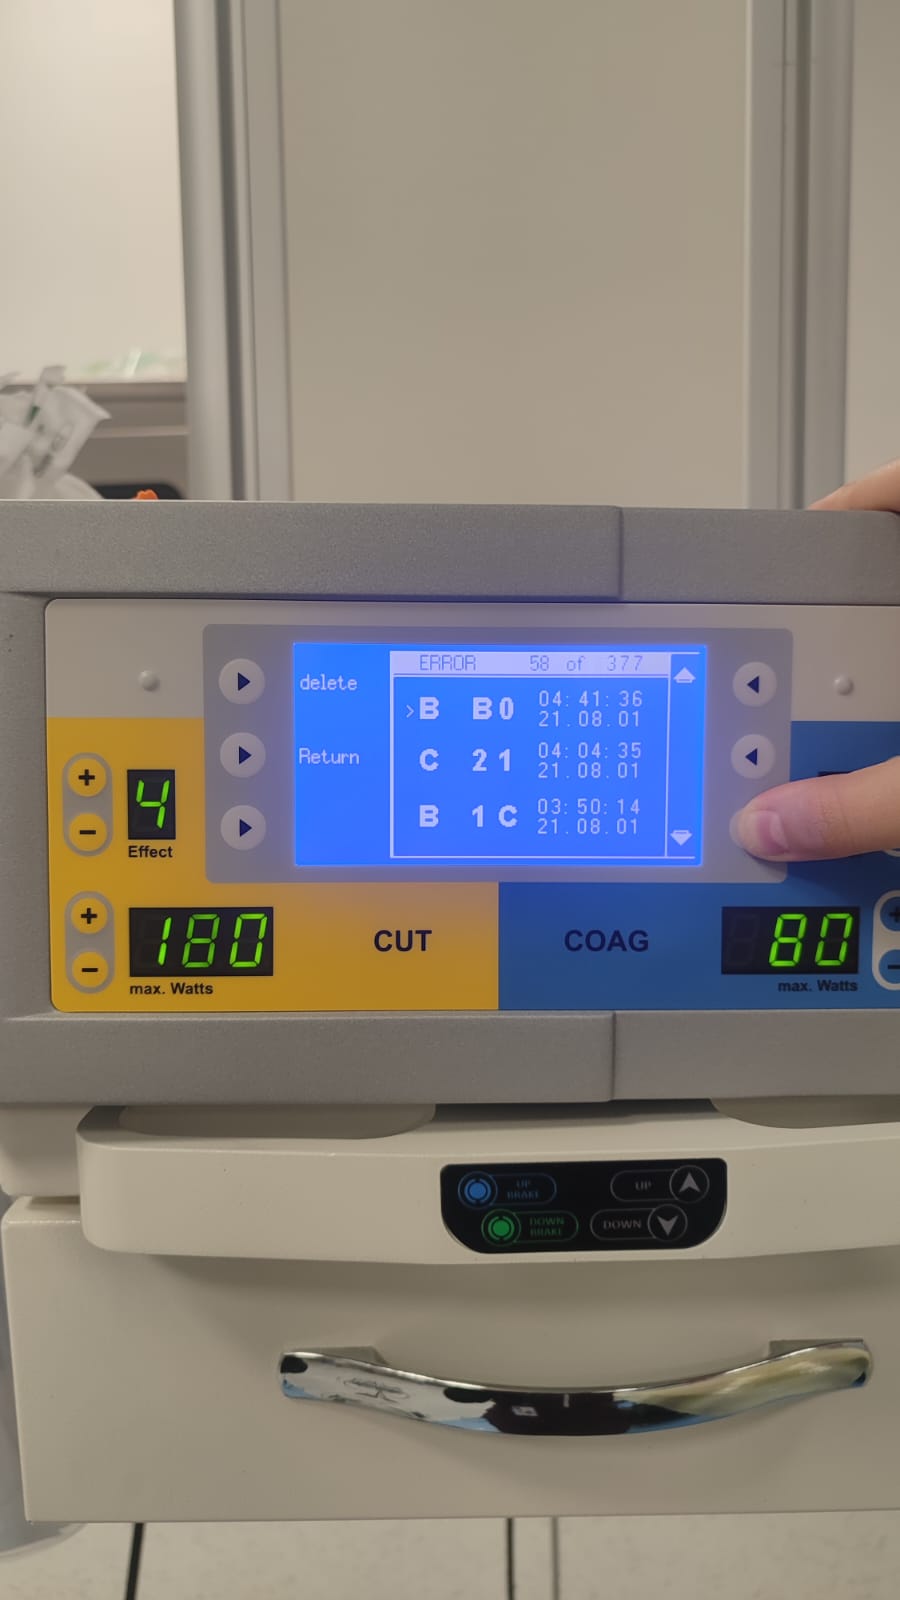 ERROR 58 of 377
delete
>B B0 04:41:36
21.08.01
Return
C 21 04:04:35
21.08.01
B 1C 03:50:14
21.08.01
+
4
−
Effect
+
180
−
max. Watts
CUT
COAG
80
max. Watts
UP BRAKE
UP
DOWN BRAKE
DOWN